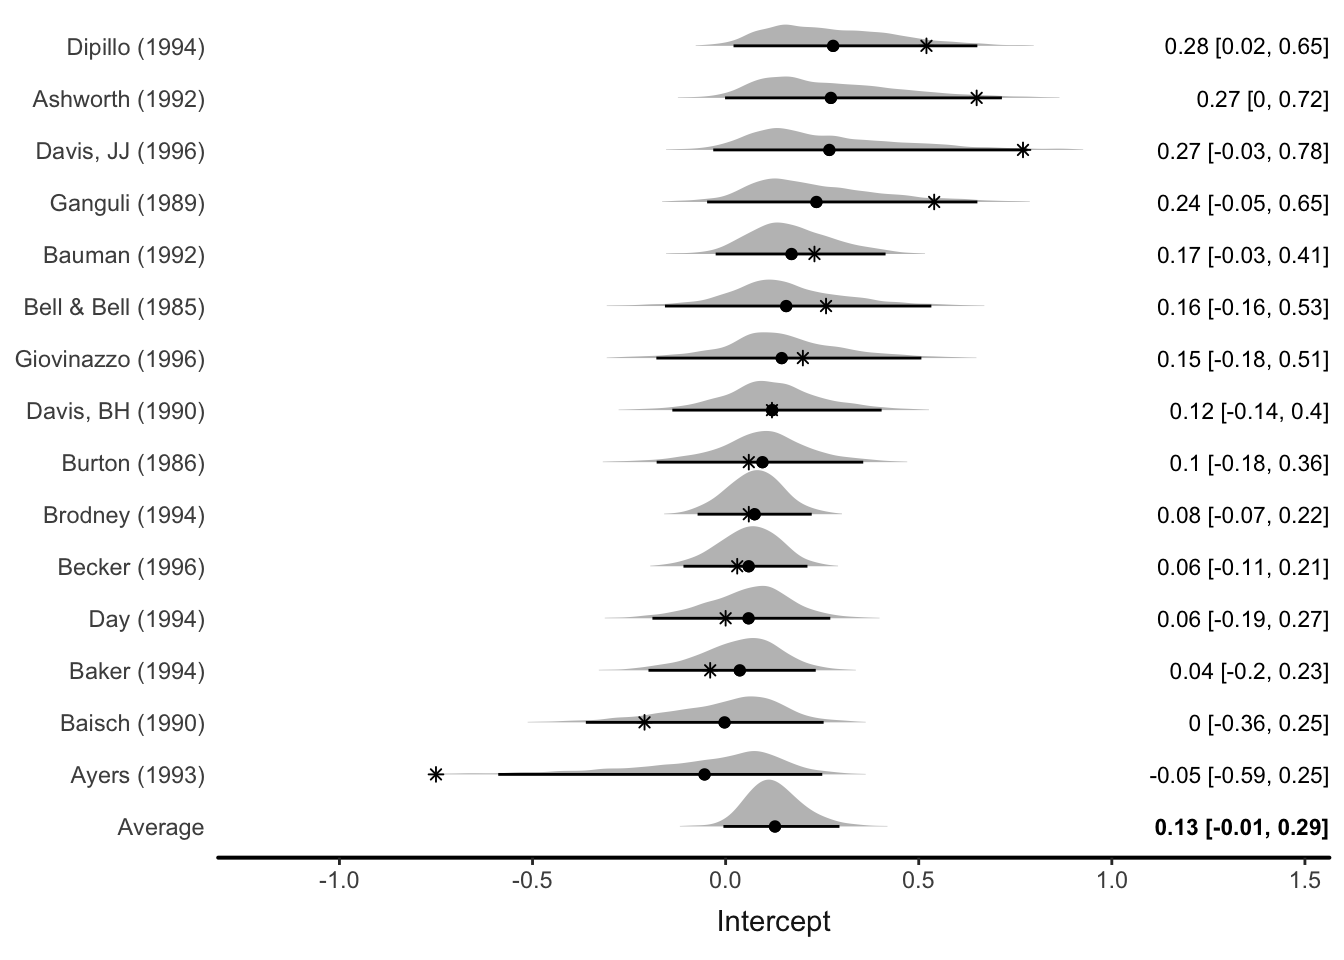 Dipillo (1994) 0.28 [0.02, 0.65]
Ashworth (1992) 0.27 [0, 0.72]
Davis, JJ (1996) 0.27 [-0.03, 0.78]
Ganguli (1989) 0.24 [-0.05, 0.65]
Bauman (1992) 0.17 [-0.03, 0.41]
Bell & Bell (1985) 0.16 [-0.16, 0.53]
Giovinazzo (1996) 0.15 [-0.18, 0.51]
Davis, BH (1990) 0.12 [-0.14, 0.4]
Burton (1986) 0.1 [-0.18, 0.36]
Brodney (1994) 0.08 [-0.07, 0.22]
Becker (1996) 0.06 [-0.11, 0.21]
Day (1994) 0.06 [-0.19, 0.27]
Baker (1994) 0.04 [-0.2, 0.23]
Baisch (1990) 0 [-0.36, 0.25]
Ayers (1993) -0.05 [-0.59, 0.25]
Average 0.13 [-0.01, 0.29]
-1.0 -0.5 0.0 0.5 1.0 1.5
Intercept